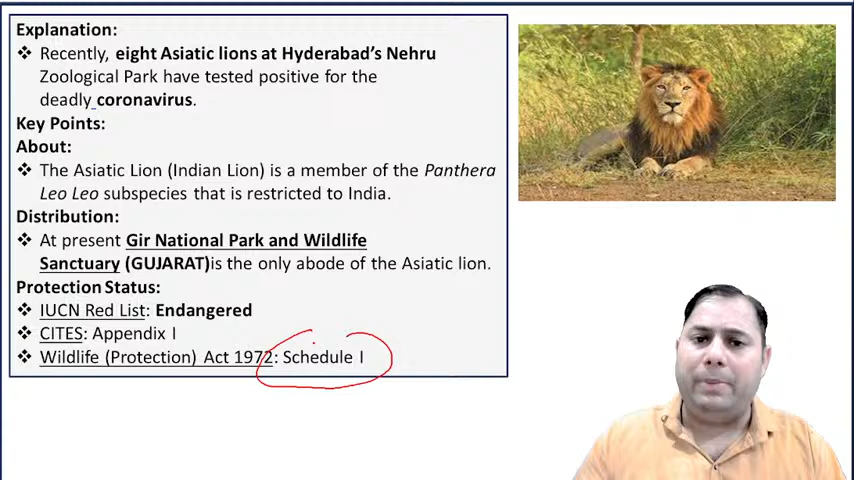 Explanation:
❖ Recently, eight Asiatic lions at Hyderabad's Nehru
Zoological Park have tested positive for the
deadly coronavirus.
Key Points:
About:
❖ The Asiatic Lion (Indian Lion) is a member of the Panthera
Leo Leo subspecies that is restricted to India.
Distribution:
❖ At present Gir National Park and Wildlife
Sanctuary (GUJARAT)is the only abode of the Asiatic lion.
Protection Status:
❖ IUCN Red List: Endangered
❖ CITES: Appendix I
❖ Wildlife (Protection) Act 1972: Schedule I